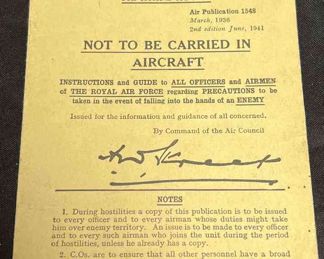 Air Publication 1548
March, 1936
2nd edition June, 1941
NOT TO BE CARRIED IN
AIRCRAFT
INSTRUCTIONS and GUIDE to ALL OFFICERS and AIRMEN
of THE ROYAL AIR FORCE regarding PRECAUTIONS to be
taken in the event of falling into the hands of an ENEMY
Issued for the information and guidance of all concerned.
By Command of the Air Council
NOTES
1. During hostilities a copy of this publication is to be issued
to every officer and to every airman whose duties might take
him over enemy territory. An issue is to be made to every officer
and to every such airman who joins the unit during the period
of hostilities, unless he already has a copy.
2. C.Os. are to ensure that all other personnel have a broad